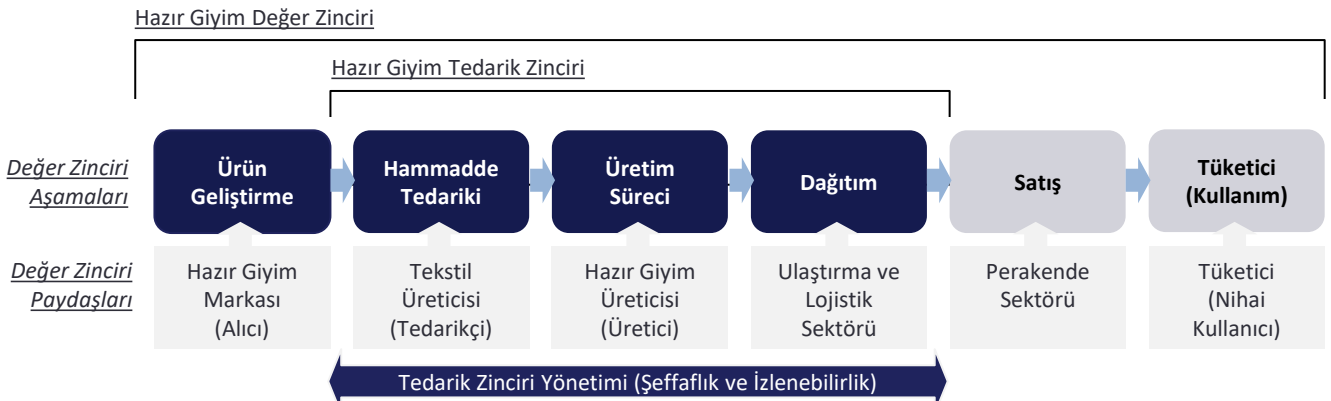 Hazır Giyim Değer Zinciri
Hazır Giyim Tedarik Zinciri
Değer Zinciri
Aşamaları
Ürün
Geliştirme
Hammadde
Tedariki
Üretim
Süreci
Dağıtım
Satış
Tüketici
(Kullanım)
Değer Zinciri
Paydaşları
Hazır Giyim
Markası
(Alıcı)
Tekstil
Üreticisi
(Tedarikçi)
Hazır Giyim
Üreticisi
(Üretici)
Ulaştırma ve
Lojistik
Sektörü
Perakende
Sektörü
Tüketici
(Nihai
Kullanıcı)
Tedarik Zinciri Yönetimi (Şeffaflık ve İzlenebilirlik)